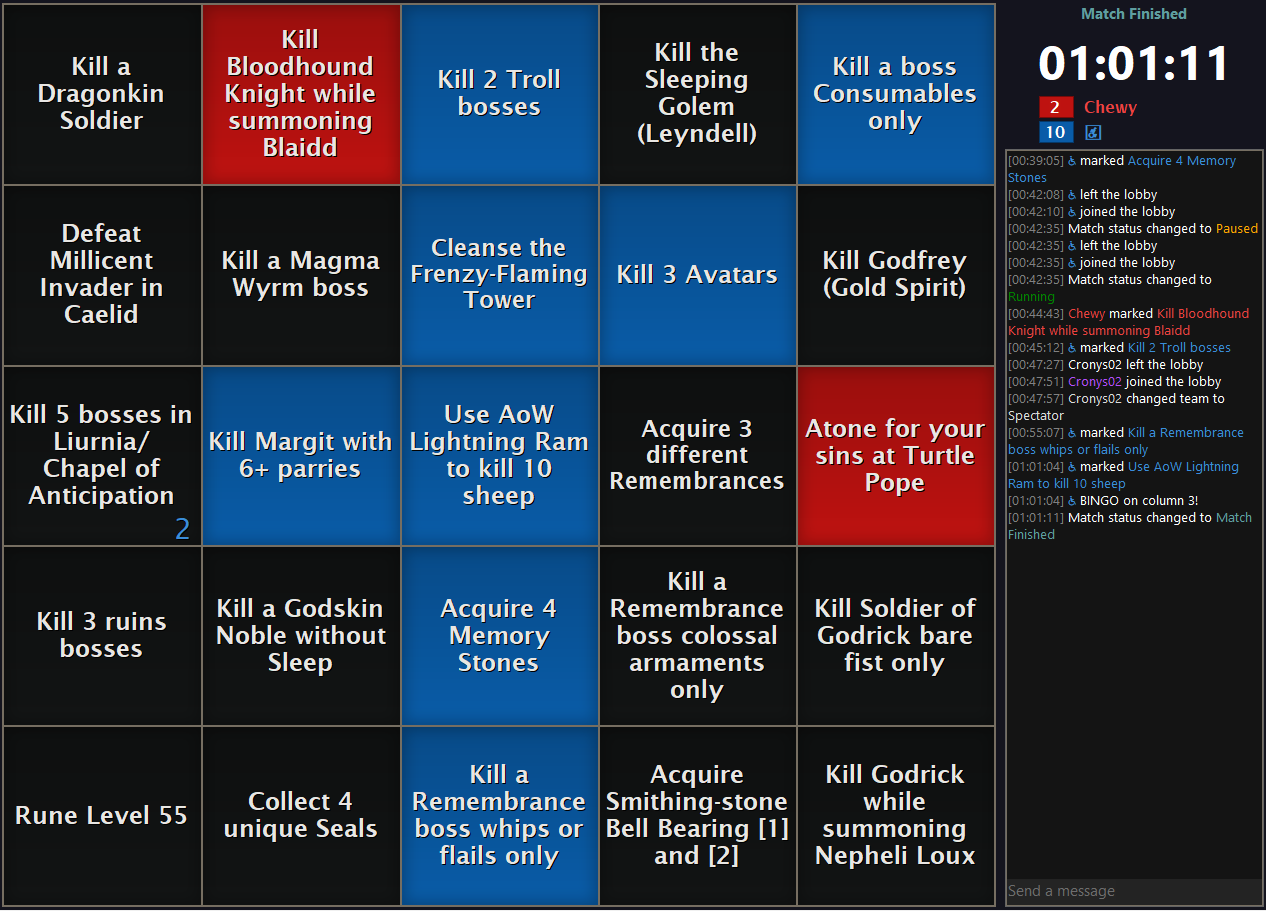 Kill a
Dragonkin
Soldier
Kill
Bloodhound
Knight while
summoning
Blaidd
Kill 2 Troll
bosses
Kill the
Sleeping
Golem
(Leyndell)
Kill a boss
Consumables
only
Defeat
Millicent
Invader in
Caelid
Kill a Magma
Wyrm boss
Cleanse the
Frenzy-Flaming
Tower
Kill 3 Avatars
Kill Godfrey
(Gold Spirit)
Kill 5 bosses in
Liurnia/
Chapel of
Anticipation
2
Kill Margit with
6+ parries
Use AoW
Lightning Ram
to kill 10
sheep
Acquire 3
different
Remembrances
Atone for your
sins at Turtle
Pope
Kill 3 ruins
bosses
Kill a Godskin
Noble without
Sleep
Acquire 4
Memory
Stones
Kill a
Remembrance
boss colossal
armaments
only
Kill Soldier of
Godrick bare
fist only
Rune Level 55
Collect 4
unique Seals
Kill a
Remembrance
boss whips or
flails only
Acquire
Smithing-stone
Bell Bearing [1]
and [2]
Kill Godrick
while
summoning
Nepheli Loux
Match Finished
01:01:11
2 Chewy
10 ♿
[00:39:05] ♿ marked Acquire 4 Memory
Stones
[00:42:08] ♿ left the lobby
[00:42:10] ♿ joined the lobby
[00:42:35] Match status changed to Paused
[00:42:35] ♿ left the lobby
[00:42:35] ♿ joined the lobby
[00:42:35] Match status changed to
Running
[00:44:43] Chewy marked Kill Bloodhound
Knight while summoning Blaidd
[00:45:12] ♿ marked Kill 2 Troll bosses
[00:47:27] Cronys02 left the lobby
[00:47:51] Cronys02 joined the lobby
[00:47:57] Cronys02 changed team to
Spectator
[00:55:07] ♿ marked Kill a Remembrance
boss whips or flails only
[01:01:04] ♿ marked Use AoW Lightning
Ram to kill 10 sheep
[01:01:04] ♿ BINGO on column 3!
[01:01:11] Match status changed to Match
Finished
Send a message